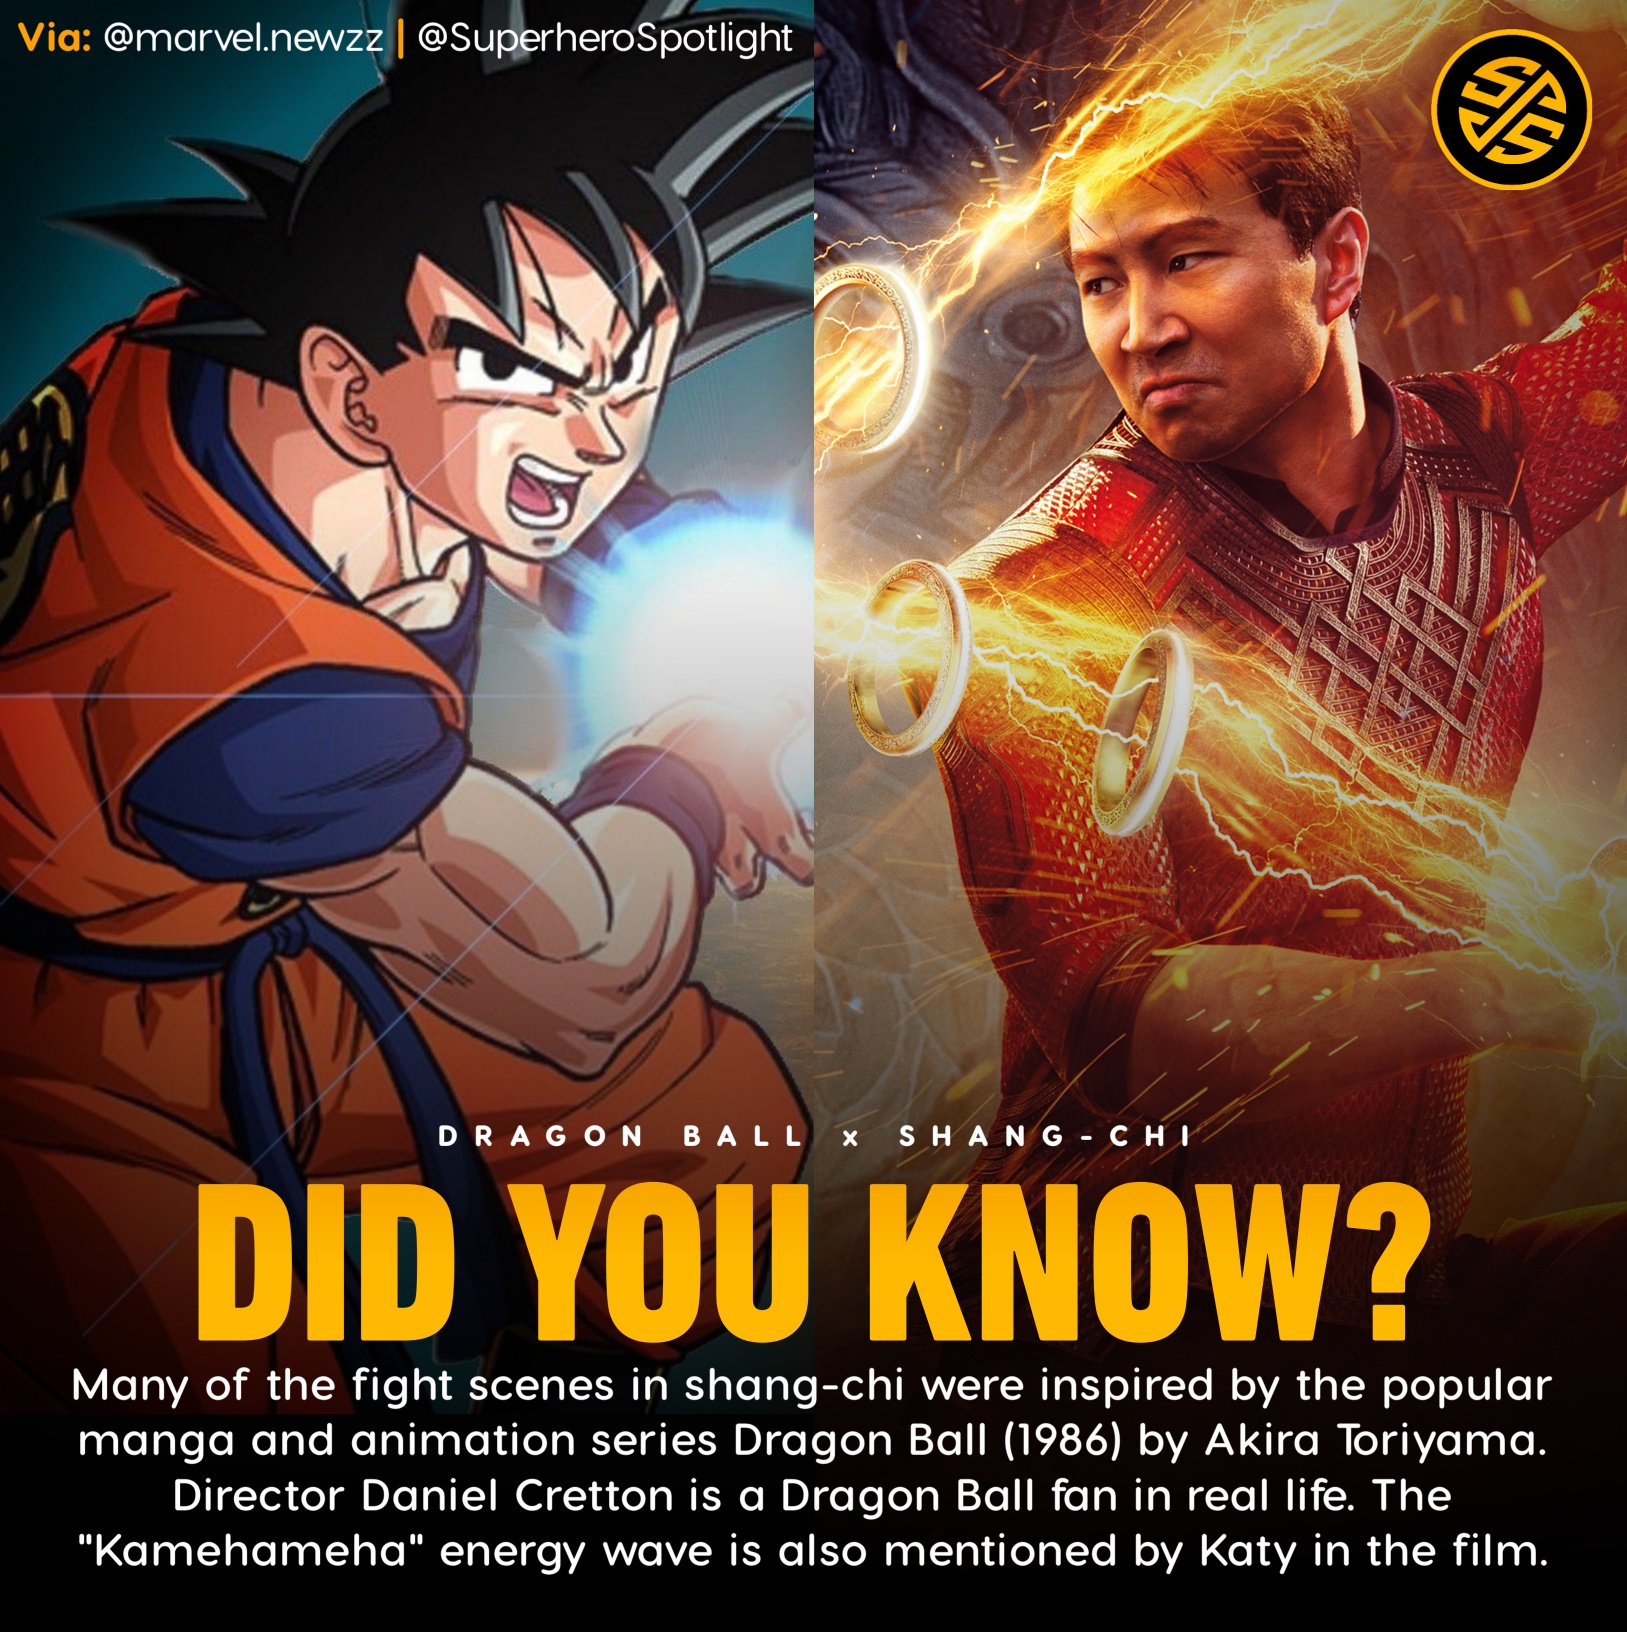 Via: @marvel.newzz | @SuperheroSpotlight
DRAGON BALL x SHANG-CHI
DID YOU KNOW?
Many of the fight scenes in shang-chi were inspired by the popular
manga and animation series Dragon Ball (1986) by Akira Toriyama.
Director Daniel Cretton is a Dragon Ball fan in real life. The
"Kamehameha" energy wave is also mentioned by Katy in the film.